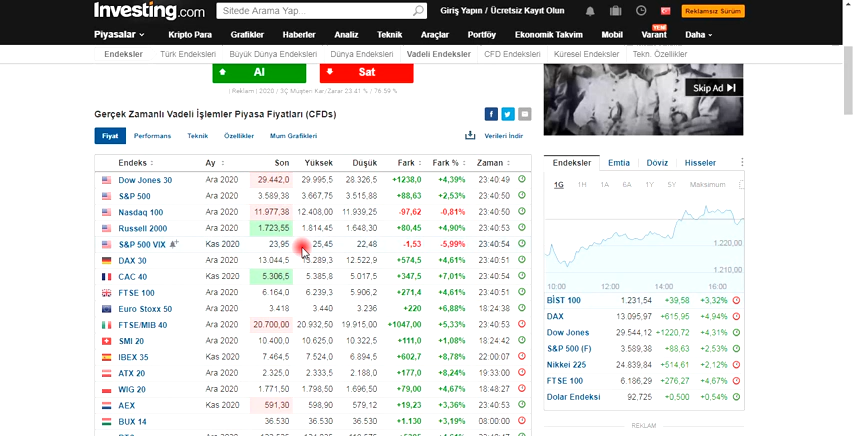 Investing.com
Sitede Arama Yap...
Giriş Yapın / Ücretsiz Kayıt Olun
Reklamsız Sürüm
Piyasalar Kripto Para Grafikler Haberler Analiz Teknik Araçlar Portföy Ekonomik Takvim Mobil Varant Daha
YENİ
Endeksler Türk Endeksleri Büyük Dünya Endeksleri Dünya Endeksleri Vadeli Endeksler CFD Endeksleri Küresel Endeksler Tekn. Özellikler
Al Sat
Skip Ad
Gerçek Zamanlı Vadeli İşlemler Piyasa Fiyatları (CFDs)
Fiyat Performans Teknik Özellikler Mum Grafikleri Verileri İndir
Endeks Ay Son Yüksek Düşük Fark Fark % Zaman
Dow Jones 30 Ara 2020 29.442,0 29.995,5 28.326,5 +1238,0 +4,39% 23:40:49
S&P 500 Ara 2020 3.589,38 3.667,75 3.515,88 +88,63 +2,53% 23:40:50
Nasdaq 100 Ara 2020 11.977,38 12.408,00 11.939,25 -97,62 -0,81% 23:40:50
Russell 2000 Ara 2020 1.723,55 1.814,45 1.648,30 +80,45 +4,90% 23:40:53
S&P 500 VIX Kas 2020 23,95 25,45 22,48 -1,53 -5,99% 23:40:54
DAX 30 Ara 2020 13.044,5 .289,3 12.522,9 +574,5 +4,61% 23:40:51
CAC 40 Kas 2020 5.306,5 5.385,8 5.017,5 +347,5 +7,01% 23:40:54
FTSE 100 Ara 2020 6.164,0 6.239,3 5.906,2 +271,4 +4,61% 23:40:51
Euro Stoxx 50 Ara 2020 3.418 3.440 3.236 +220 +6,88% 18:24:38
FTSE/MIB 40 Ara 2020 20.700,00 20.932,50 19.915,00 +1047,00 +5,33% 23:40:53
SMI 20 Ara 2020 10.400,0 10.625,0 10.322,5 +111,0 +1,08% 18:24:42
IBEX 35 Kas 2020 7.464,5 7.524,0 6.894,5 +602,7 +8,78% 22:00:07
ATX 20 Ara 2020 2.325,0 2.333,5 2.188,0 +177,0 +8,24% 19:33:00
WIG 20 Ara 2020 1.771,50 1.798,50 1.696,50 +79,00 +4,67% 18:48:27
AEX Kas 2020 591,30 598,90 579,12 +19,23 +3,36% 23:40:53
BUX 14 36.530 36.530 36.530 +1.130 +3,19% 08:00:00
Endeksler Emtia Döviz Hisseler
1G 1H 1A 6A 1Y 5Y Maksimum
1.220,00
1.210,00
10:00 12:00 14:00 16:00
BİST 100 1.231,54 +39,58 +3,32%
DAX 13.095,97 +615,95 +4,94%
Dow Jones 29.544,12 +1220,72 +4,31%
S&P 500 (F) 3.589,38 +88,63 +2,53%
Nikkei 225 24.839,84 +514,61 +2,12%
FTSE 100 6.186,29 +276,27 +4,67%
Dolar Endeksi 92,725 +0,500 +0,54%
REKLAM